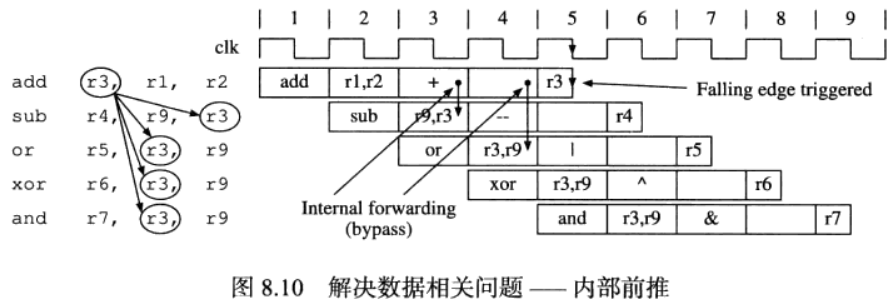 1 2 3 4 5 6 7 8 9
clk
add r3, r1, r2 add r1,r2 + r3 Falling edge triggered
sub r4, r9, r3 sub r9,r3 -- r4
or r5, r3, r9 or r3,r9 | r5
xor r6, r3, r9 xor r3,r9 ^ r6
and r7, r3, r9 and r3,r9 & r7
Internal forwarding
(bypass)
图 8.10 解决数据相关问题 —— 内部前推